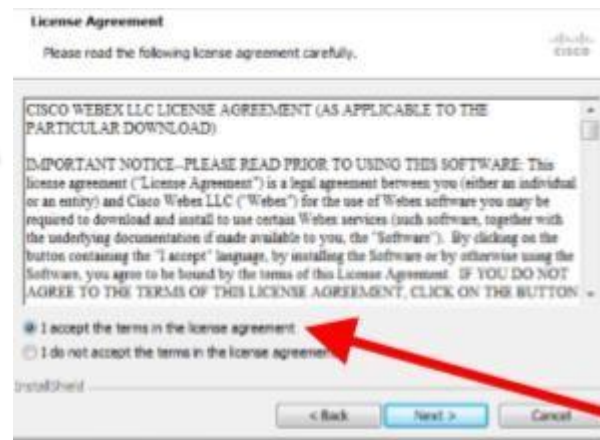 License Agreement
Please read the following license agreement carefully.
CISCO
CISCO WEBEX LLC LICENSE AGREEMENT (AS APPLICABLE TO THE
PARTICULAR DOWNLOAD)
IMPORTANT NOTICE--PLEASE READ PRIOR TO USING THIS SOFTWARE: This
license agreement ("License Agreement") is a legal agreement between you (either an individual
or an entity) and Cisco Webex LLC ("Webex") for the use of Webex software you may be
required to download and install to use certain Webex services (such software, together with
the underlying documentation if made available to you, the "Software"). By clicking on the
button containing the "I accept" language, by installing the Software or by otherwise using the
Software, you agree to be bound by the terms of this License Agreement. IF YOU DO NOT
AGREE TO THE TERMS OF THIS LICENSE AGREEMENT, CLICK ON THE BUTTON
I accept the terms in the license agreement
I do not accept the terms in the license agreement
InstallShield
< Back
Next >
Cancel